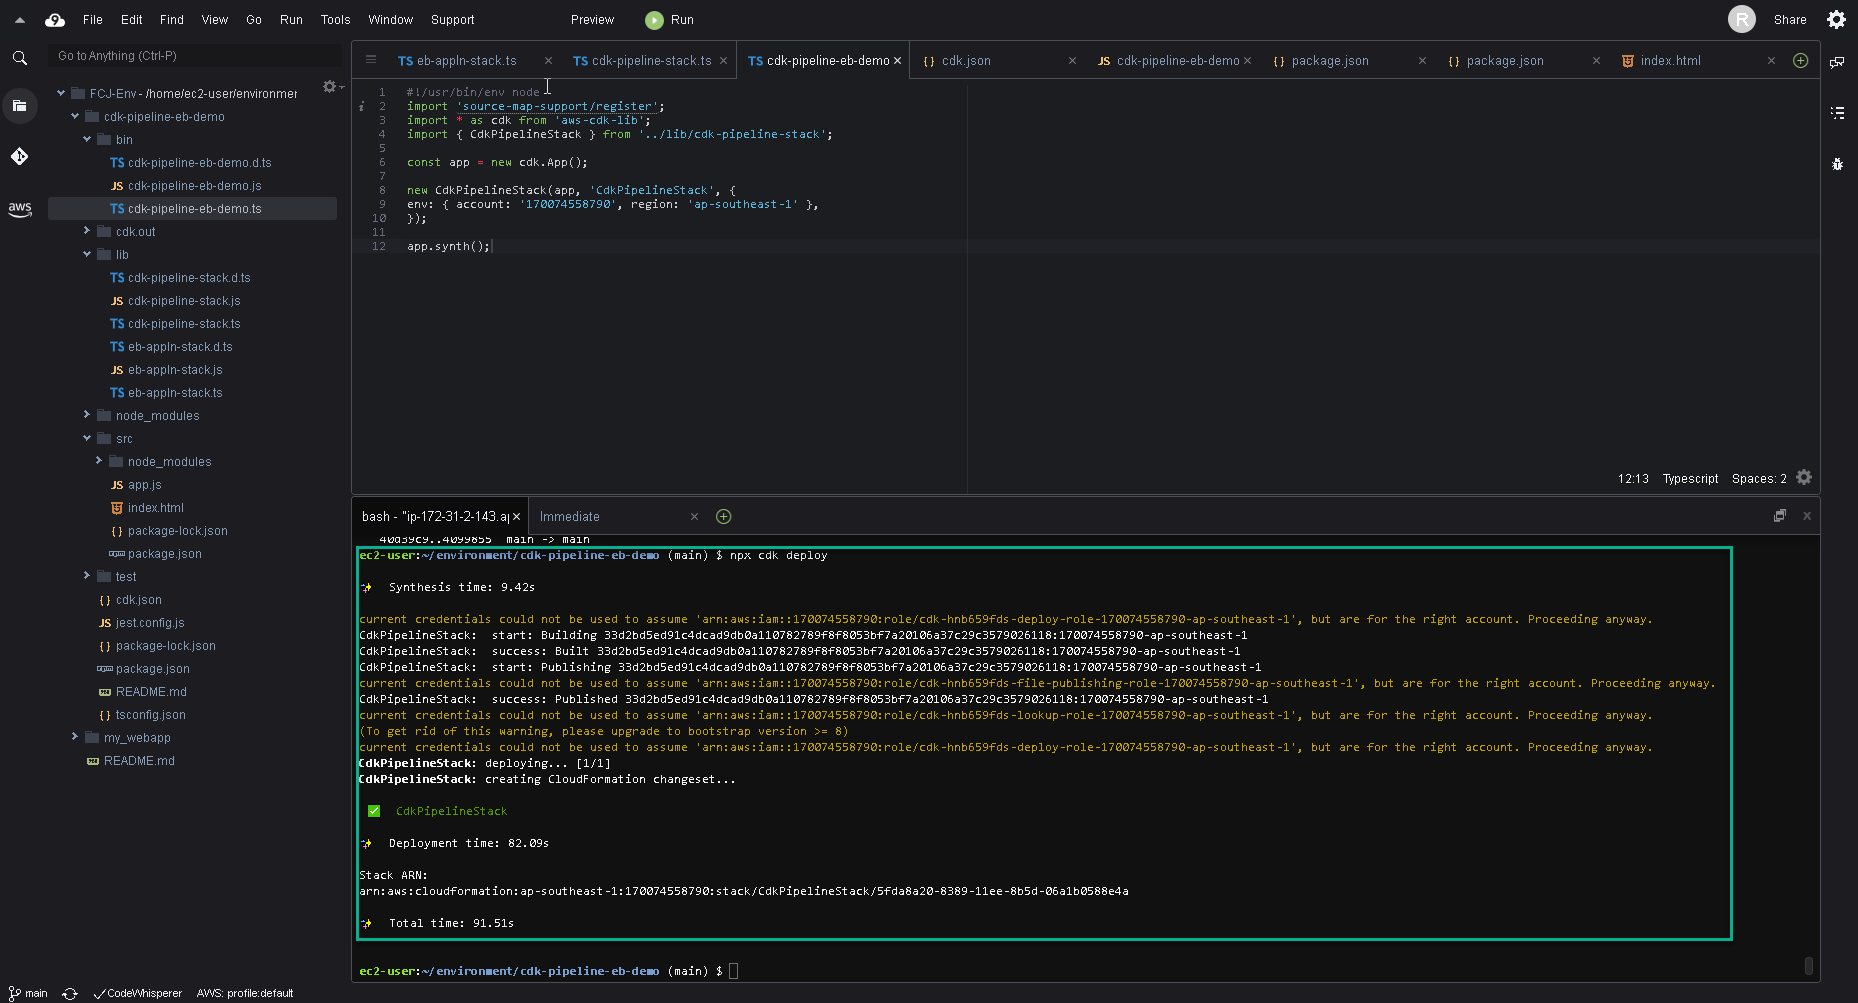 File Edit Find View Go Run Tools Window Support Preview Run R Share
Go to Anything (Ctrl-P)
FCJ-Env - /home/ec2-user/environmer
cdk-pipeline-eb-demo
bin
TS cdk-pipeline-eb-demo.d.ts
JS cdk-pipeline-eb-demo.js
aws
TS cdk-pipeline-eb-demo.ts
cdk.out
lib
TS cdk-pipeline-stack.d.ts
JS cdk-pipeline-stack.js
TS cdk-pipeline-stack.ts
TS eb-appln-stack.d.ts
JS eb-appln-stack.js
TS eb-appln-stack.ts
node_modules
src
node_modules
JS app.js
index.html
{} package-lock.json
package.json
test
{} cdk.json
JS jest.config.js
{} package-lock.json
package.json
README.md
{} tsconfig.json
my_webapp
README.md
TS eb-appln-stack.ts TS cdk-pipeline-stack.ts TS cdk-pipeline-eb-demo {} cdk.json JS cdk-pipeline-eb-demo {} package.json {} package.json index.html
1 #!/usr/bin/env node
2 import 'source-map-support/register';
3 import * as cdk from 'aws-cdk-lib';
4 import { CdkPipelineStack } from '../lib/cdk-pipeline-stack';
5
6 const app = new cdk.App();
7
8 new CdkPipelineStack(app, 'CdkPipelineStack', {
9 env: { account: '170074558790', region: 'ap-southeast-1' },
10 });
11
12 app.synth();
12:13 Typescript Spaces: 2
bash - "ip-172-31-2-143.ap Immediate
40d39c9..4099855 main -> main
ec2-user:~/environment/cdk-pipeline-eb-demo (main) $ npx cdk deploy
Synthesis time: 9.42s
current credentials could not be used to assume 'arn:aws:iam::170074558790:role/cdk-hnb659fds-deploy-role-170074558790-ap-southeast-1', but are for the right account. Proceeding anyway.
CdkPipelineStack: start: Building 33d2bd5ed91c4dcad9db0a110782789f8f8053bf7a20106a37c29c3579026118:170074558790-ap-southeast-1
CdkPipelineStack: success: Built 33d2bd5ed91c4dcad9db0a110782789f8f8053bf7a20106a37c29c3579026118:170074558790-ap-southeast-1
CdkPipelineStack: start: Publishing 33d2bd5ed91c4dcad9db0a110782789f8f8053bf7a20106a37c29c3579026118:170074558790-ap-southeast-1
current credentials could not be used to assume 'arn:aws:iam::170074558790:role/cdk-hnb659fds-file-publishing-role-170074558790-ap-southeast-1', but are for the right account. Proceeding anyway.
CdkPipelineStack: success: Published 33d2bd5ed91c4dcad9db0a110782789f8f8053bf7a20106a37c29c3579026118:170074558790-ap-southeast-1
current credentials could not be used to assume 'arn:aws:iam::170074558790:role/cdk-hnb659fds-lookup-role-170074558790-ap-southeast-1', but are for the right account. Proceeding anyway.
(To get rid of this warning, please upgrade to bootstrap version >= 8)
current credentials could not be used to assume 'arn:aws:iam::170074558790:role/cdk-hnb659fds-deploy-role-170074558790-ap-southeast-1', but are for the right account. Proceeding anyway.
CdkPipelineStack: deploying... [1/1]
CdkPipelineStack: creating CloudFormation changeset...
CdkPipelineStack
Deployment time: 82.09s
Stack ARN:
arn:aws:cloudformation:ap-southeast-1:170074558790:stack/CdkPipelineStack/5fda8a20-8389-11ee-8b5d-06a1b0588e4a
Total time: 91.51s
ec2-user:~/environment/cdk-pipeline-eb-demo (main) $
main CodeWhisperer AWS: profile:default